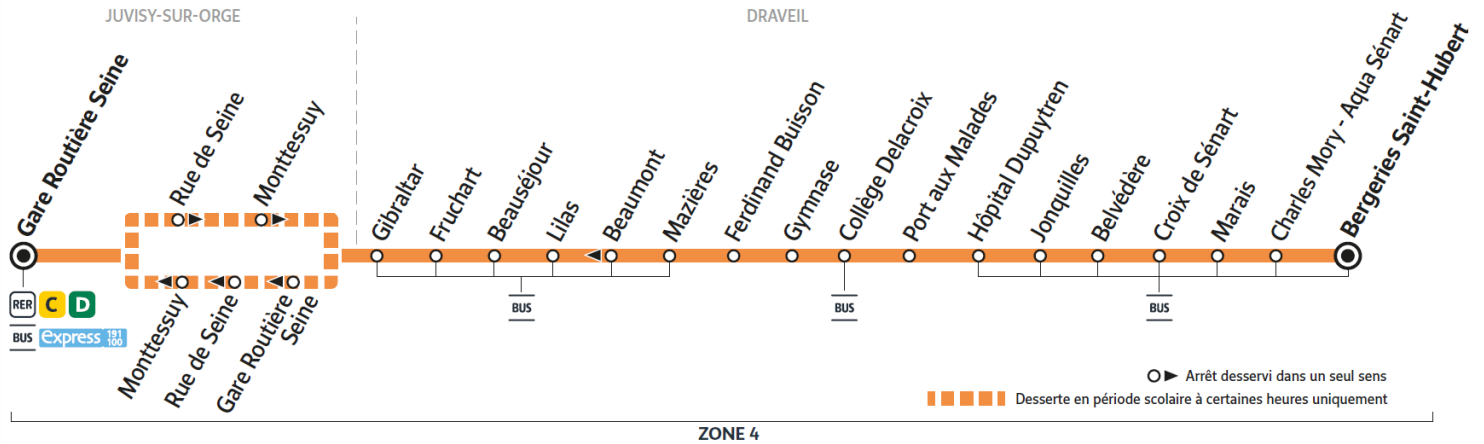 JUVISY-SUR-ORGE
DRAVEIL
Gare Routière Seine
Rue de Seine
Monttessuy
Gibraltar
Fruchart
Beauséjour
Lilas
Beaumont
Mazières
Ferdinand Buisson
Gymnase
Collège Delacroix
Port aux Malades
Hôpital Dupuytren
Jonquilles
Belvédère
Croix de Sénart
Marais
Charles Mory - Aqua Sénart
Bergeries Saint-Hubert
Monttessuy
Rue de Seine
Gare Routière
Seine
RER C D
BUS express 191
100
BUS
BUS
BUS
Arrêt desservi dans un seul sens
Desserte en période scolaire à certaines heures uniquement
ZONE 4